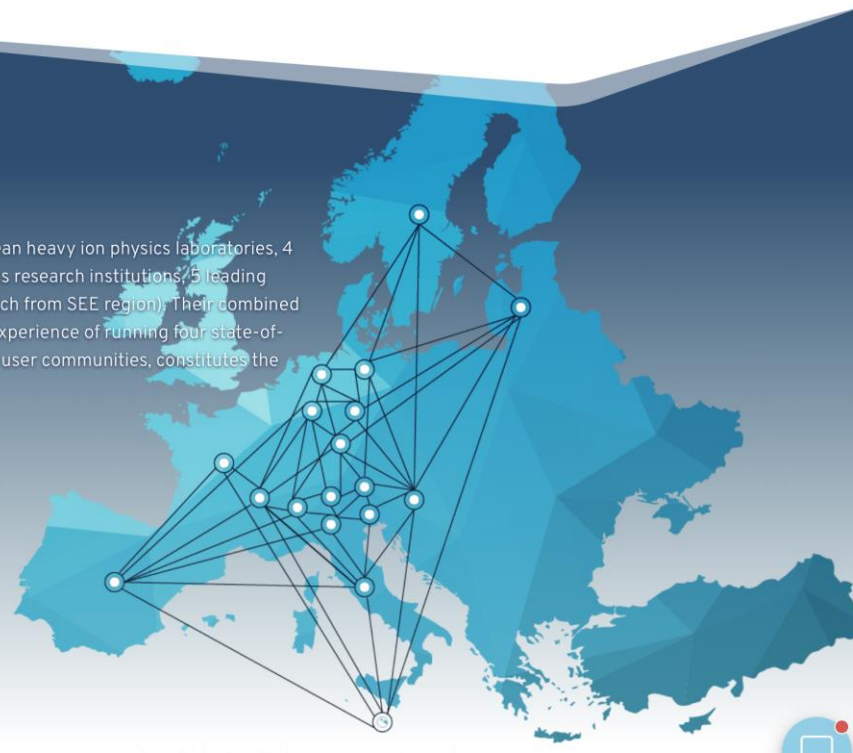 an heavy ion physics laboratories, 4
s research institutions, 5 leading
ch from SEE region). Their combined
xperience of running four state-of-
user communities, constitutes the